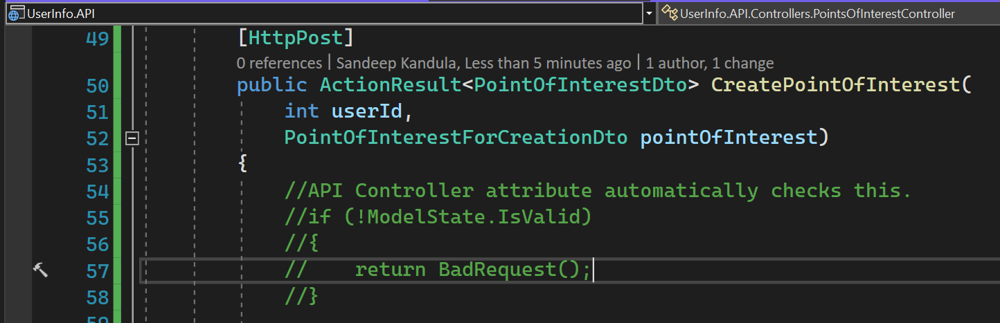 UserInfo.API UserInfo.API.Controllers.PointsOfInterestController
49 [HttpPost]
0 references | Sandeep Kandula, Less than 5 minutes ago | 1 author, 1 change
50 public ActionResult<PointOfInterestDto> CreatePointOfInterest(
51 int userId,
52 PointOfInterestForCreationDto pointOfInterest)
53 {
54 //API Controller attribute automatically checks this.
55 //if (!ModelState.IsValid)
56 //{
57 //    return BadRequest();
58 //}